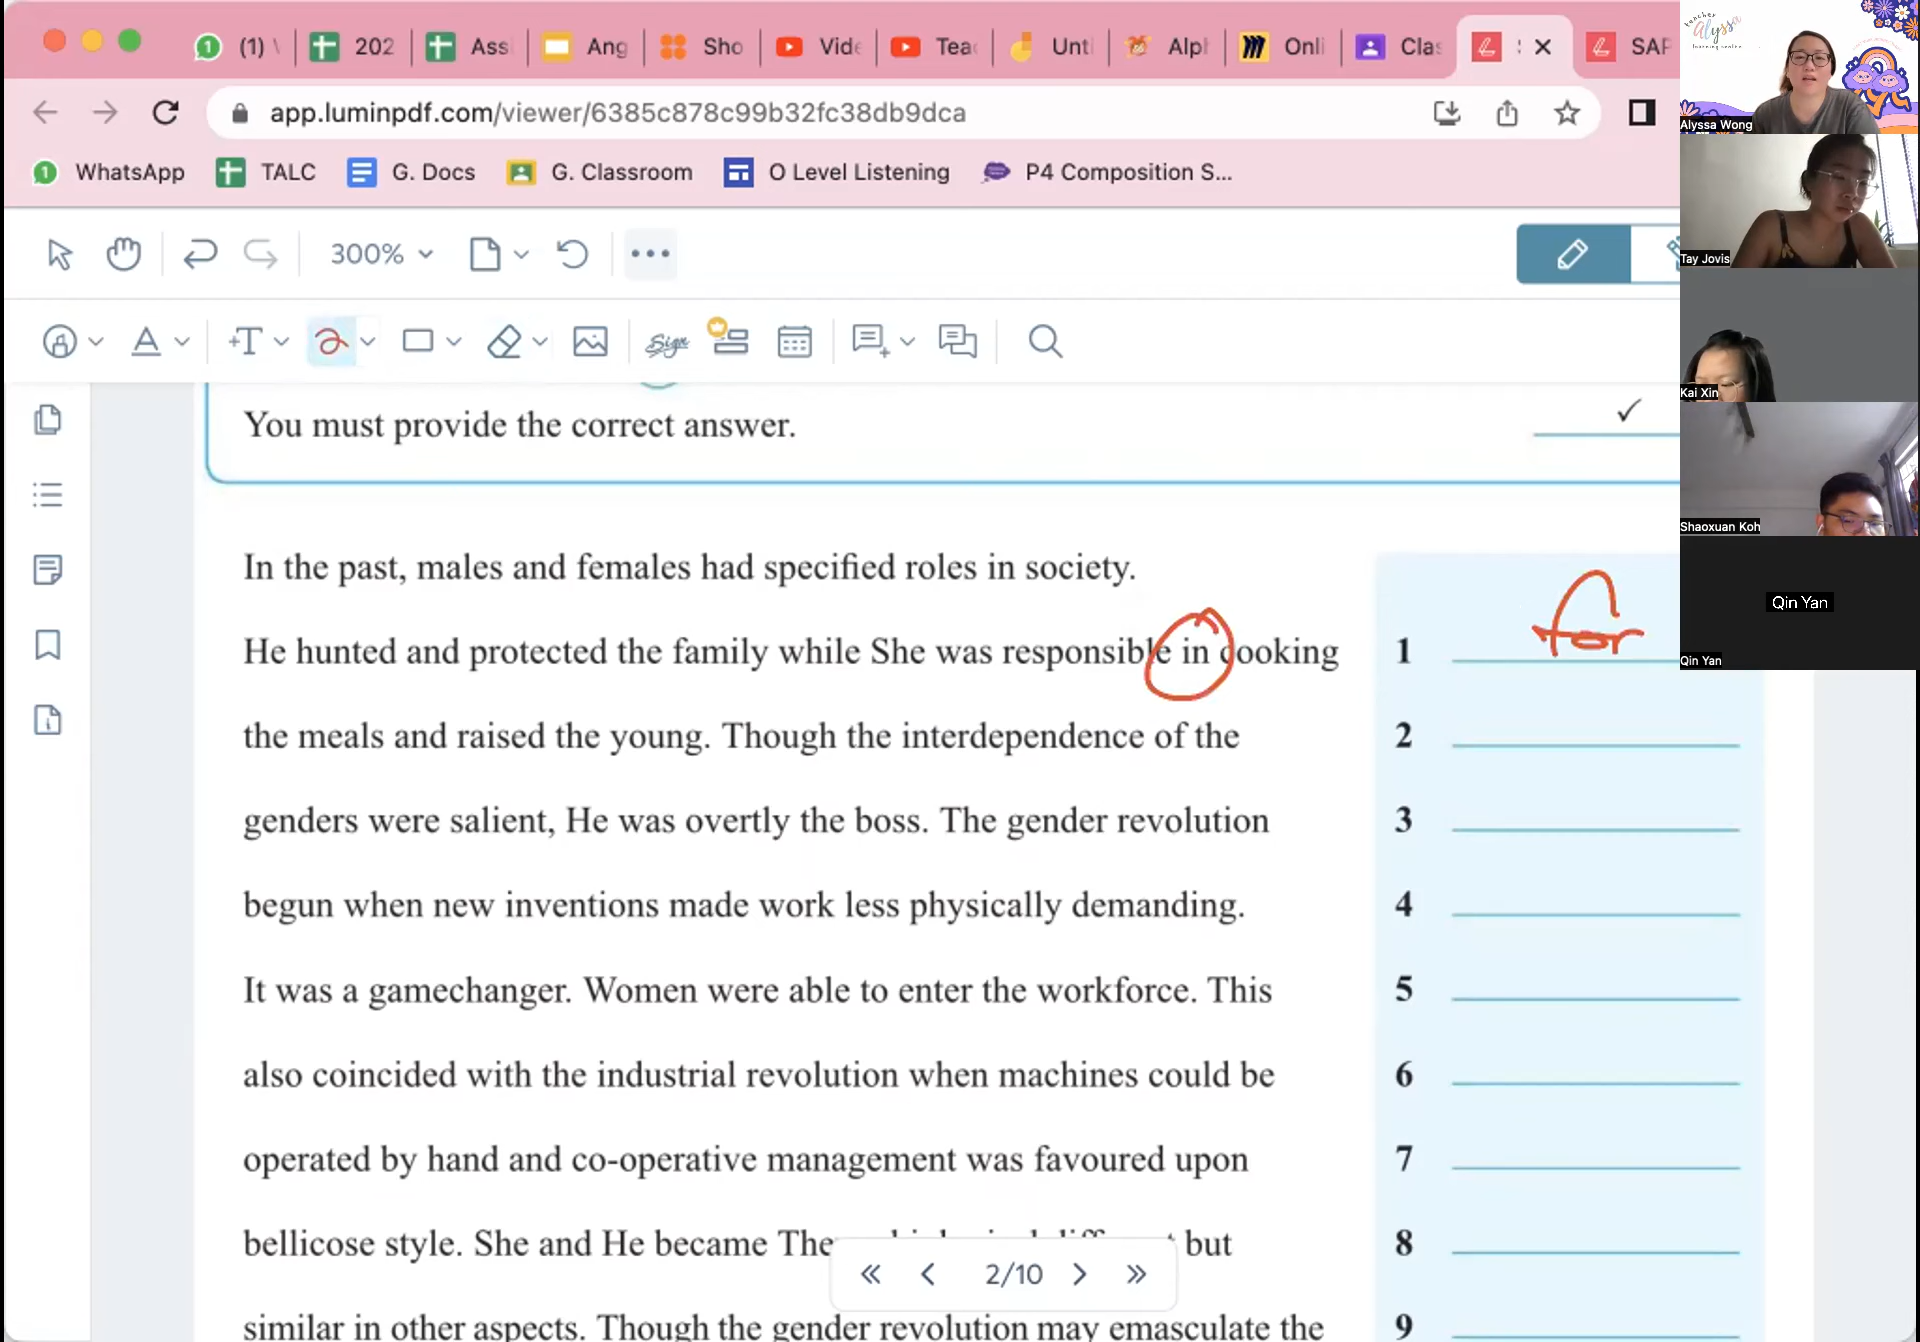 (1)
202
Ass
Ang
Sho
Vide
Tea
Unt
Alph
Onli
Clas
SAP
app.luminpdf.com/viewer/6385c878c99b32fc38db9dca
WhatsApp
TALC
G. Docs
G. Classroom
O Level Listening
P4 Composition S...
300%
Sign
You must provide the correct answer.
In the past, males and females had specified roles in society.
He hunted and protected the family while She was responsible in cooking 1 for
the meals and raised the young. Though the interdependence of the 2
genders were salient, He was overtly the boss. The gender revolution 3
begun when new inventions made work less physically demanding. 4
It was a gamechanger. Women were able to enter the workforce. This 5
also coincided with the industrial revolution when machines could be 6
operated by hand and co-operative management was favoured upon 7
bellicose style. She and He became but 8
similar in other aspects. Though the gender revolution may emasculate the 9
2/10
teacher
alyssa
learning centre
Alyssa Wong
Tay Jovis
Kai Xin
Shaoxuan Koh
Qin Yan
Qin Yan